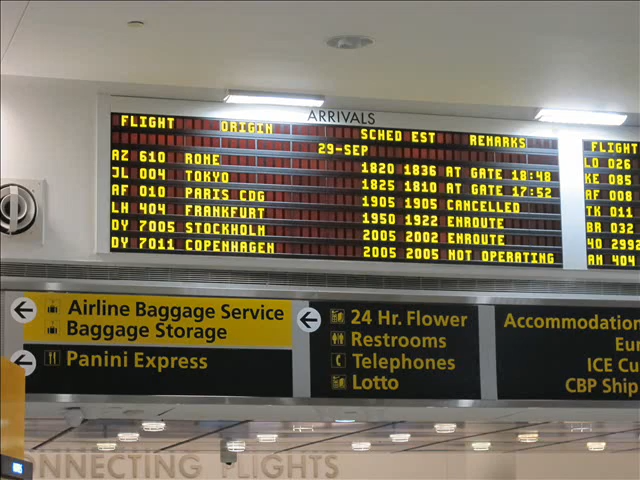 ARRIVALS
FLIGHT ORIGIN SCHED EST REMARKS
29-SEP
AZ 610 ROME 1820 1836 AT GATE 18:48
JL 004 TOKYO 1825 1810 AT GATE 17:52
AF 010 PARIS CDG 1905 1905 CANCELLED
LH 404 FRANKFURT 1950 1922 ENROUTE
DY 7005 STOCKHOLM 2005 2002 ENROUTE
DY 7011 COPENHAGEN 2005 2005 NOT OPERATING
FLIGHT
LO 026
KE 085
AF 008
TK 011
BR 032
4O 2992
AM 404
Airline Baggage Service
Baggage Storage
Panini Express
24 Hr. Flower
Restrooms
Telephones
Lotto
Accommodation
Eur
ICE Cu
CBP Ship
ONNECTING FLIGHTS